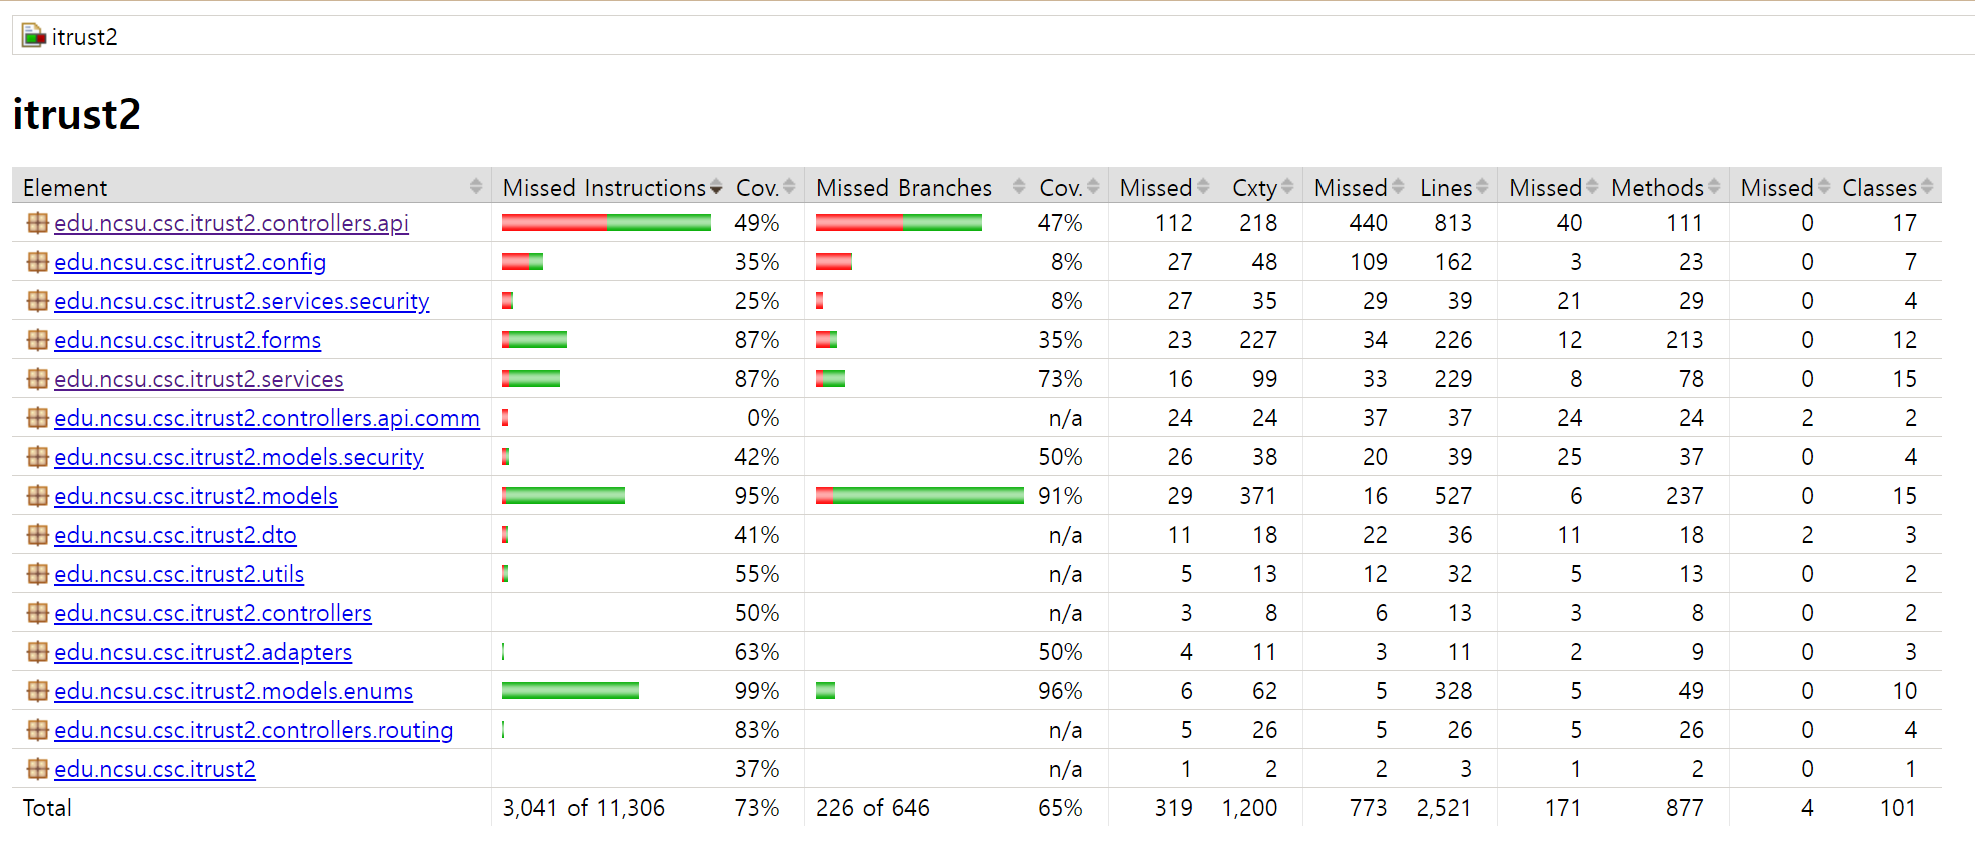 itrust2
itrust2
Element Missed Instructions Cov. Missed Branches Cov. Missed Cxty Missed Lines Missed Methods Missed Classes
edu.ncsu.csc.itrust2.controllers.api 49% 47% 112 218 440 813 40 111 0 17
edu.ncsu.csc.itrust2.config 35% 8% 27 48 109 162 3 23 0 7
edu.ncsu.csc.itrust2.services.security 25% 8% 27 35 29 39 21 29 0 4
edu.ncsu.csc.itrust2.forms 87% 35% 23 227 34 226 12 213 0 12
edu.ncsu.csc.itrust2.services 87% 73% 16 99 33 229 8 78 0 15
edu.ncsu.csc.itrust2.controllers.api.comm 0% n/a 24 24 37 37 24 24 2 2
edu.ncsu.csc.itrust2.models.security 42% 50% 26 38 20 39 25 37 0 4
edu.ncsu.csc.itrust2.models 95% 91% 29 371 16 527 6 237 0 15
edu.ncsu.csc.itrust2.dto 41% n/a 11 18 22 36 11 18 2 3
edu.ncsu.csc.itrust2.utils 55% n/a 5 13 12 32 5 13 0 2
edu.ncsu.csc.itrust2.controllers 50% n/a 3 8 6 13 3 8 0 2
edu.ncsu.csc.itrust2.adapters 63% 50% 4 11 3 11 2 9 0 3
edu.ncsu.csc.itrust2.models.enums 99% 96% 6 62 5 328 5 49 0 10
edu.ncsu.csc.itrust2.controllers.routing 83% n/a 5 26 5 26 5 26 0 4
edu.ncsu.csc.itrust2 37% n/a 1 2 2 3 1 2 0 1
Total 3,041 of 11,306 73% 226 of 646 65% 319 1,200 773 2,521 171 877 4 101